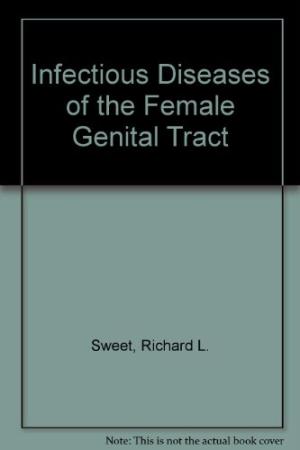 Infectious Diseases
of the Female
Genital Tract
Sweet, Richard L.
Note: This is not the actual book cover